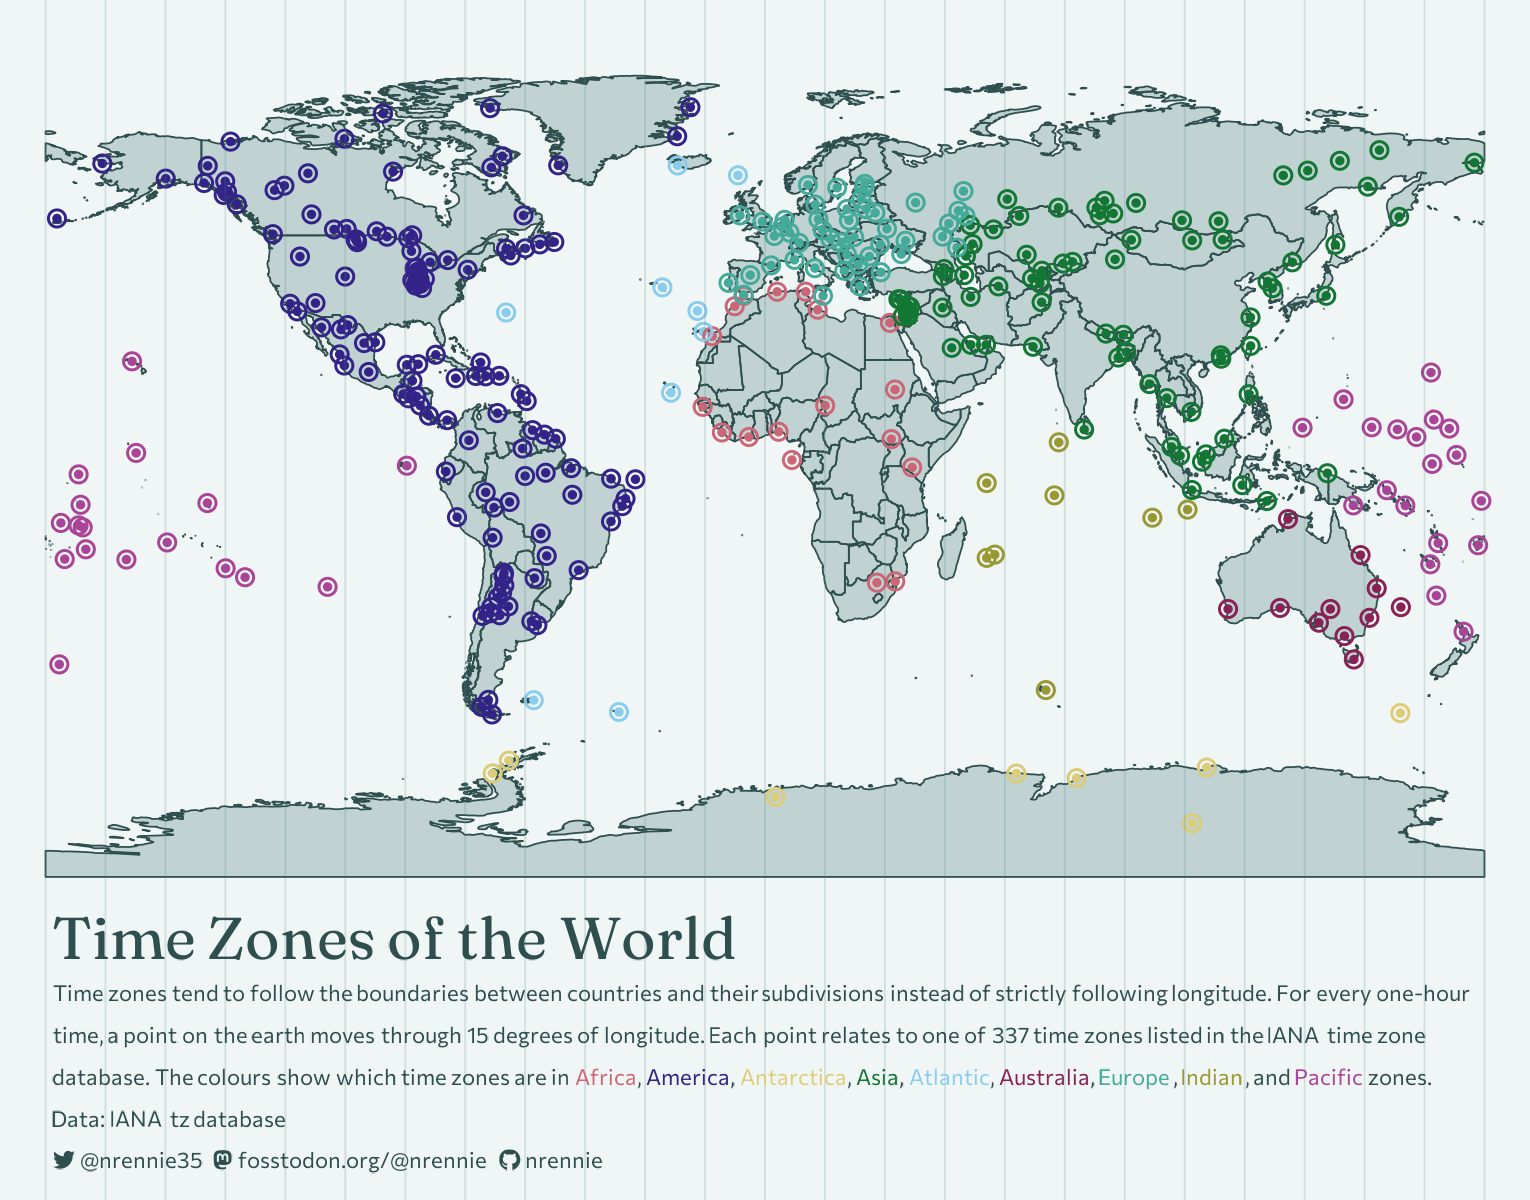 Time Zones of the World
Time zones tend to follow the boundaries between countries and their subdivisions instead of strictly following longitude. For every one-hour
time, a point on the earth moves through 15 degrees of longitude. Each point relates to one of 337 time zones listed in the IANA time zone
database. The colours show which time zones are in Africa, America, Antarctica, Asia, Atlantic, Australia, Europe, Indian, and Pacific zones.
Data: IANA tz database
@nrennie35 fosstodon.org/@nrennie nrennie